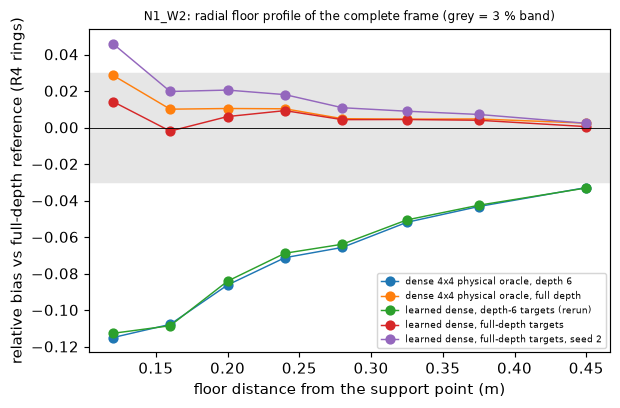 N1_W2: radial floor profile of the complete frame (grey = 3 % band)
relative bias vs full-depth reference (R4 rings)
0.04
0.02
0.00
−0.02
−0.04
−0.06
−0.08
−0.10
−0.12
dense 4x4 physical oracle, depth 6
dense 4x4 physical oracle, full depth
learned dense, depth-6 targets (rerun)
learned dense, full-depth targets
learned dense, full-depth targets, seed 2
0.15 0.20 0.25 0.30 0.35 0.40 0.45
floor distance from the support point (m)